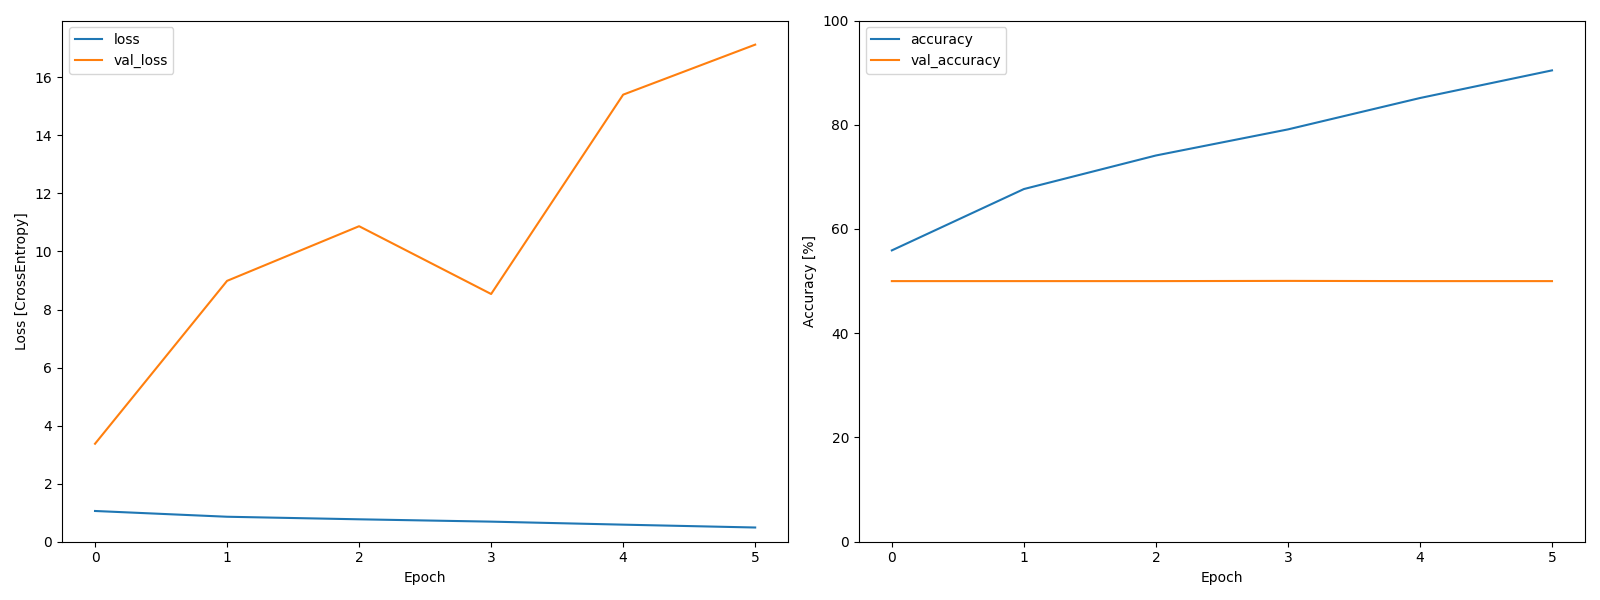 loss
val_loss
16
14
12
10
8
6
4
2
0
Loss [CrossEntropy]
0 1 2 3 4 5
Epoch
accuracy
val_accuracy
100
80
60
40
20
0
Accuracy [%]
0 1 2 3 4 5
Epoch